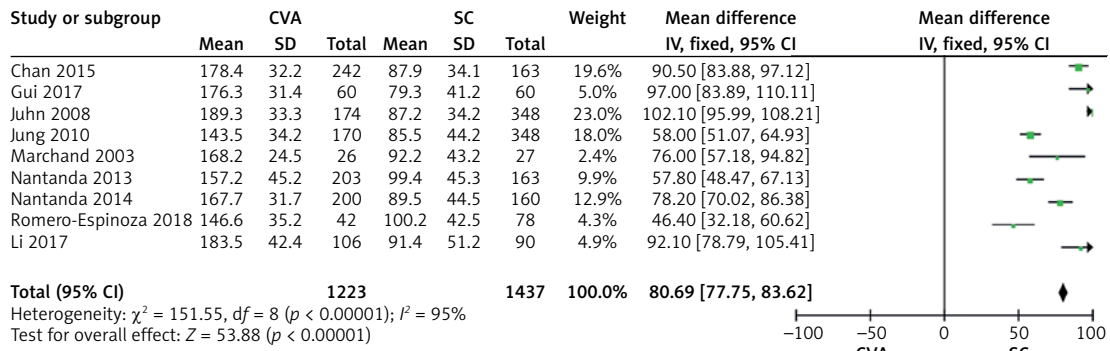 Study or subgroup CVA SC Weight Mean difference Mean difference
Mean SD Total Mean SD Total IV, fixed, 95% CI IV, fixed, 95% CI
Chan 2015 178.4 32.2 242 87.9 34.1 163 19.6% 90.50 [83.88, 97.12]
Gui 2017 176.3 31.4 60 79.3 41.2 60 5.0% 97.00 [83.89, 110.11]
Juhn 2008 189.3 33.3 174 87.2 34.2 348 23.0% 102.10 [95.99, 108.21]
Jung 2010 143.5 34.2 170 85.5 44.2 348 18.0% 58.00 [51.07, 64.93]
Marchand 2003 168.2 24.5 26 92.2 43.2 27 2.4% 76.00 [57.18, 94.82]
Nantanda 2013 157.2 45.2 203 99.4 45.3 163 9.9% 57.80 [48.47, 67.13]
Nantanda 2014 167.7 31.7 200 89.5 44.5 160 12.9% 78.20 [70.02, 86.38]
Romero-Espinoza 2018 146.6 35.2 42 100.2 42.5 78 4.3% 46.40 [32.18, 60.62]
Li 2017 183.5 42.4 106 91.4 51.2 90 4.9% 92.10 [78.79, 105.41]
Total (95% CI) 1223 1437 100.0% 80.69 [77.75, 83.62]
Heterogeneity: χ² = 151.55, df = 8 (p < 0.00001); I² = 95%
Test for overall effect: Z = 53.88 (p < 0.00001)
–100 –50 0 50 100
CVA SC